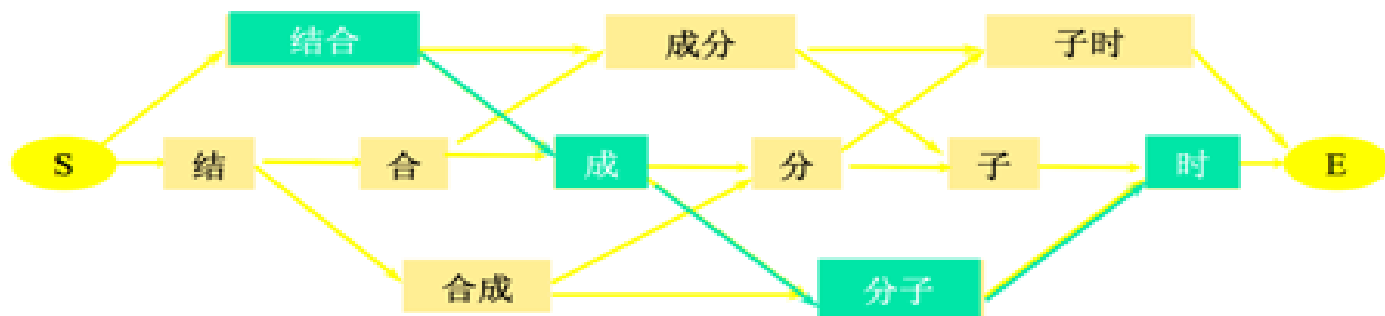 结合 成分 子时
S 结 合 成 分 子 时 E
合成 分子